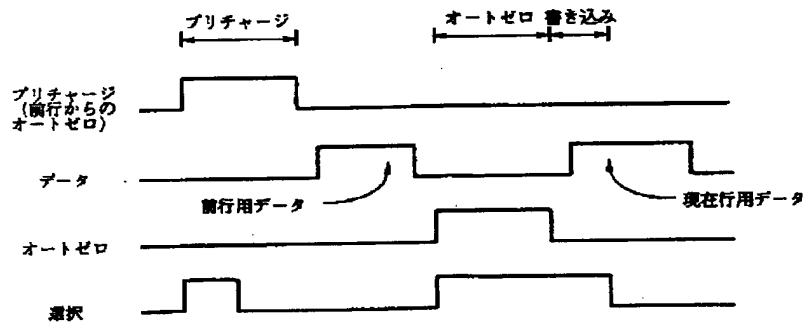 プリチャージ
オートゼロ 書き込み
プリチャージ
(前行からの
オートゼロ)
データ
前行用データ
現在行用データ
オートゼロ
選択